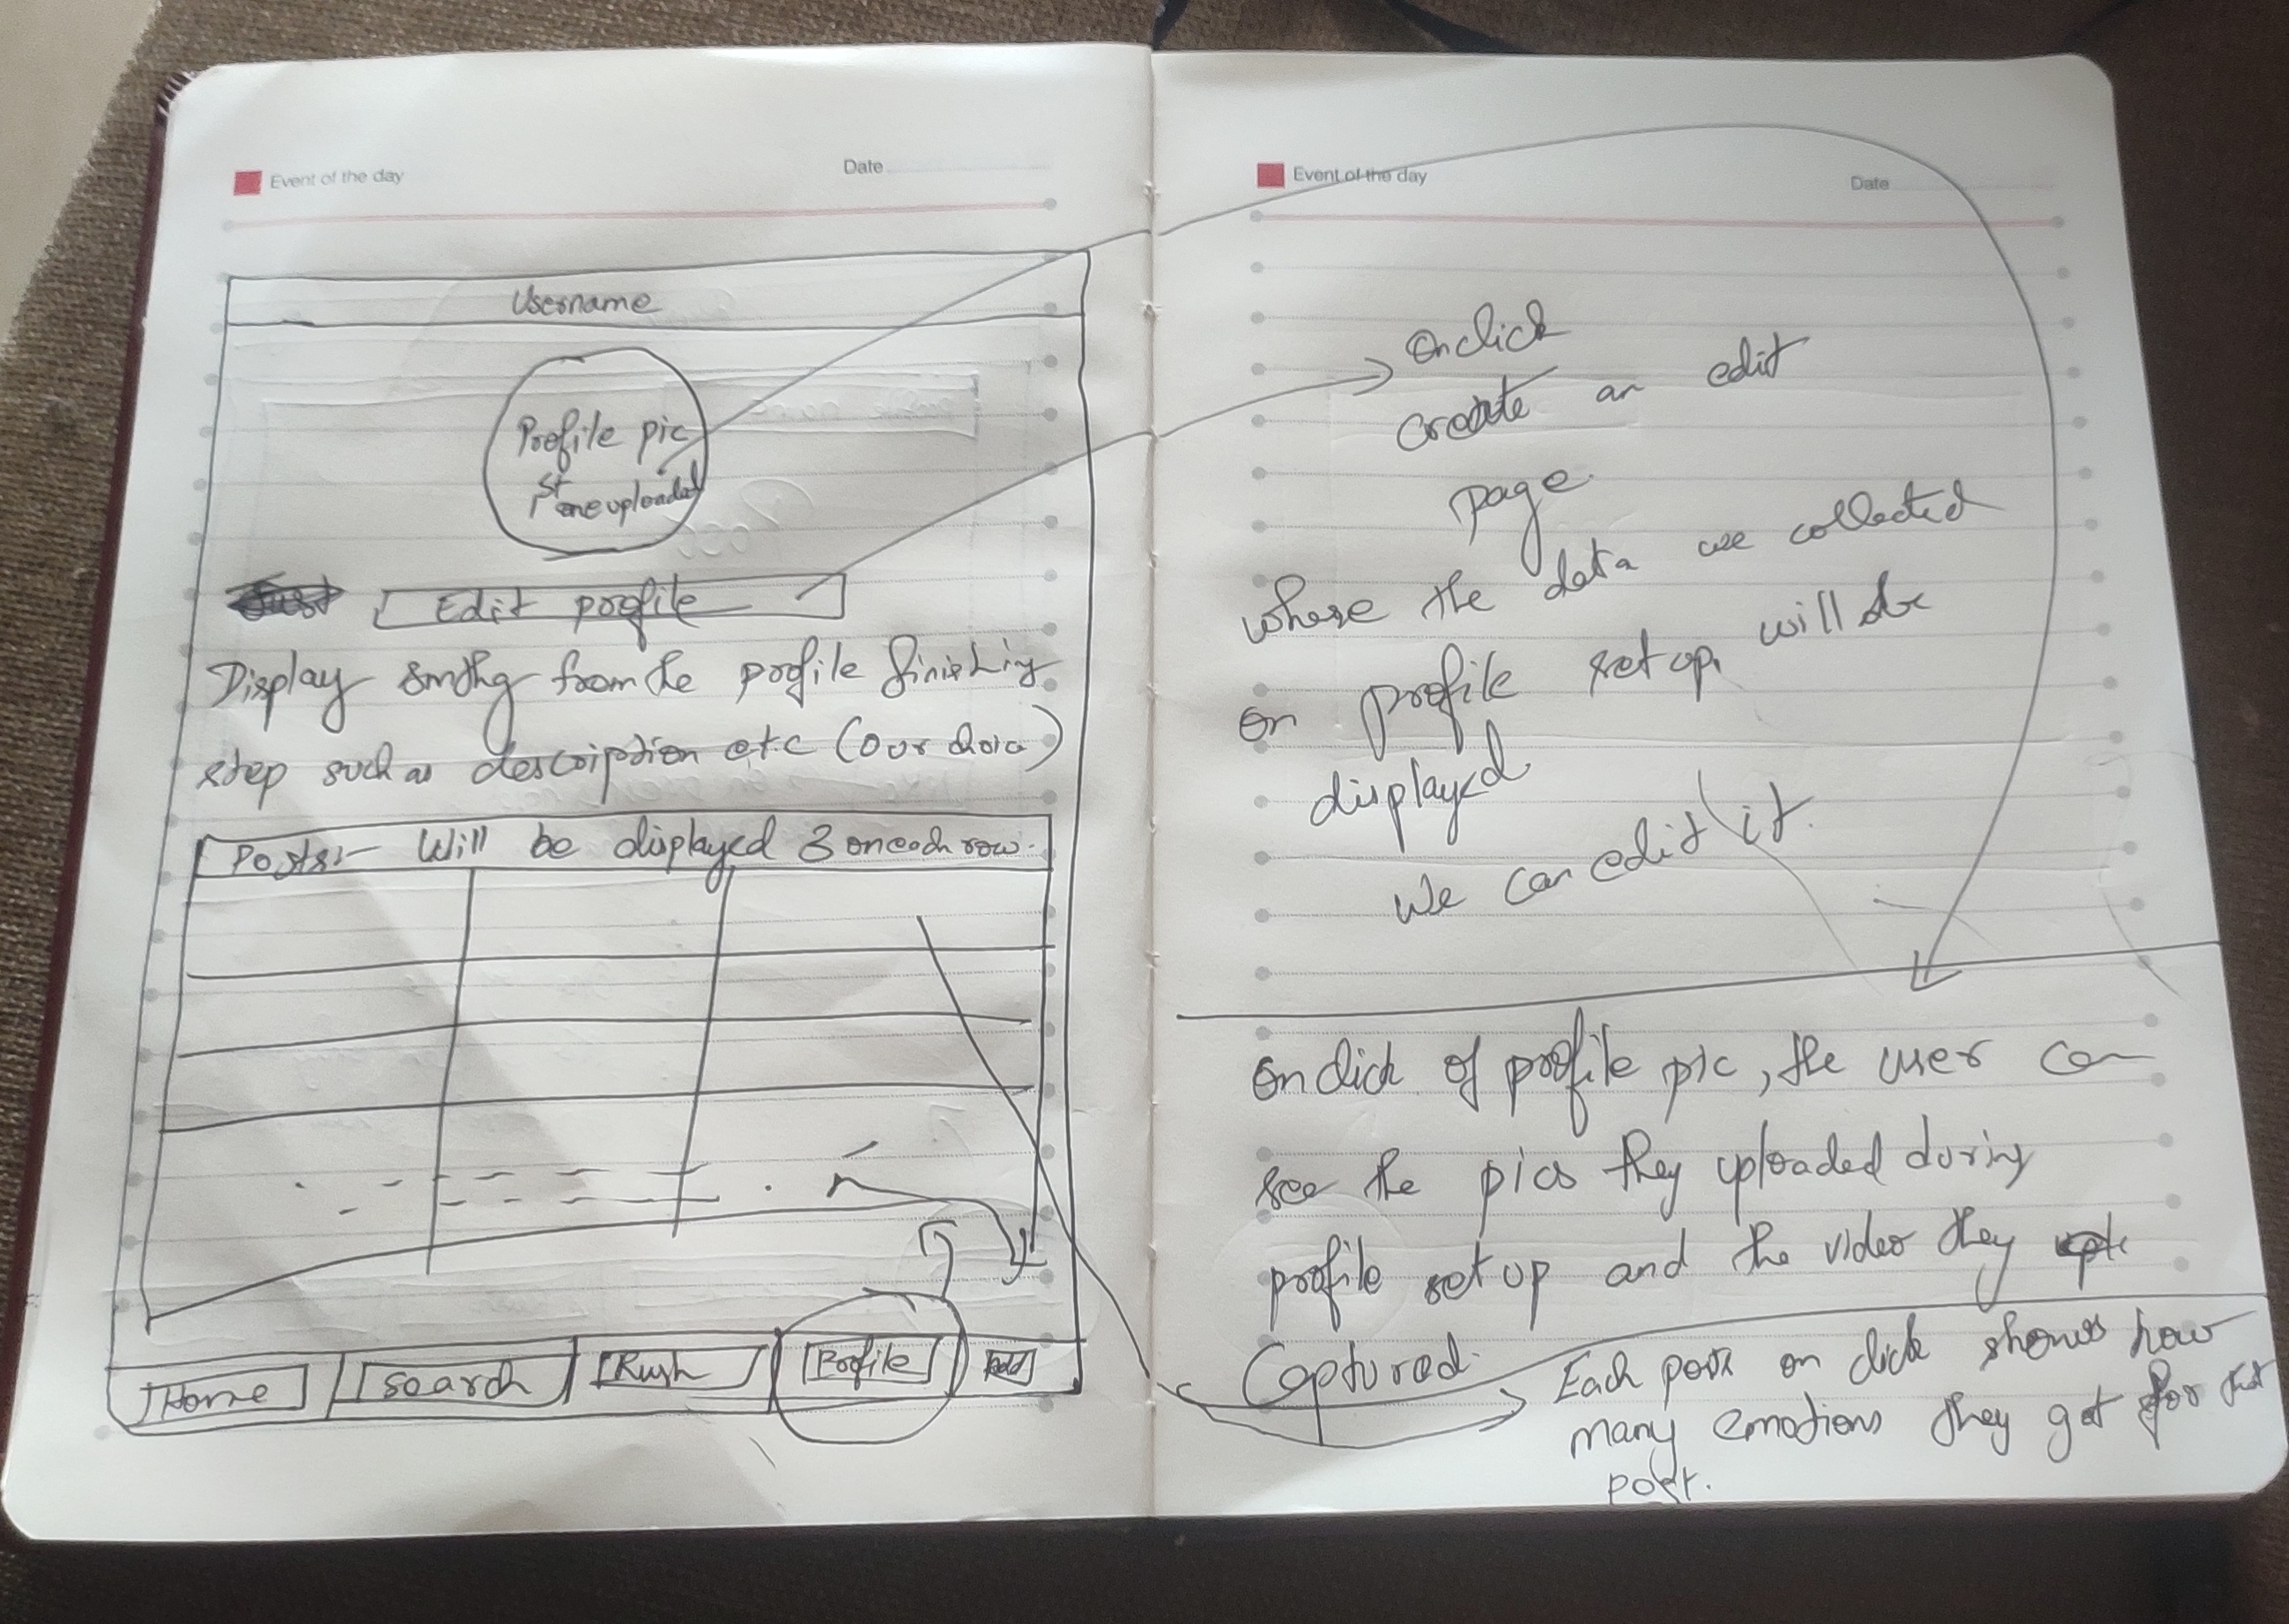 Event of the day
Date
Username
Profile pic
1st one uploaded
Edit profile
Display smthg from the profile finishing
step such as description etc (Our data)
Posts:- Will be displayed 3 on each row.
Home
Search
Rush
Profile
Add
Event of the day
Date
Onclick
Create an edit
page
where the data we collected
on profile set up, will be
displayed
We can edit it.
Onclick of profile pic, the user can
see the pics they uploaded during
profile set up and the video they
Captured.
Each post on click shows how
many emotions they got for that
post.